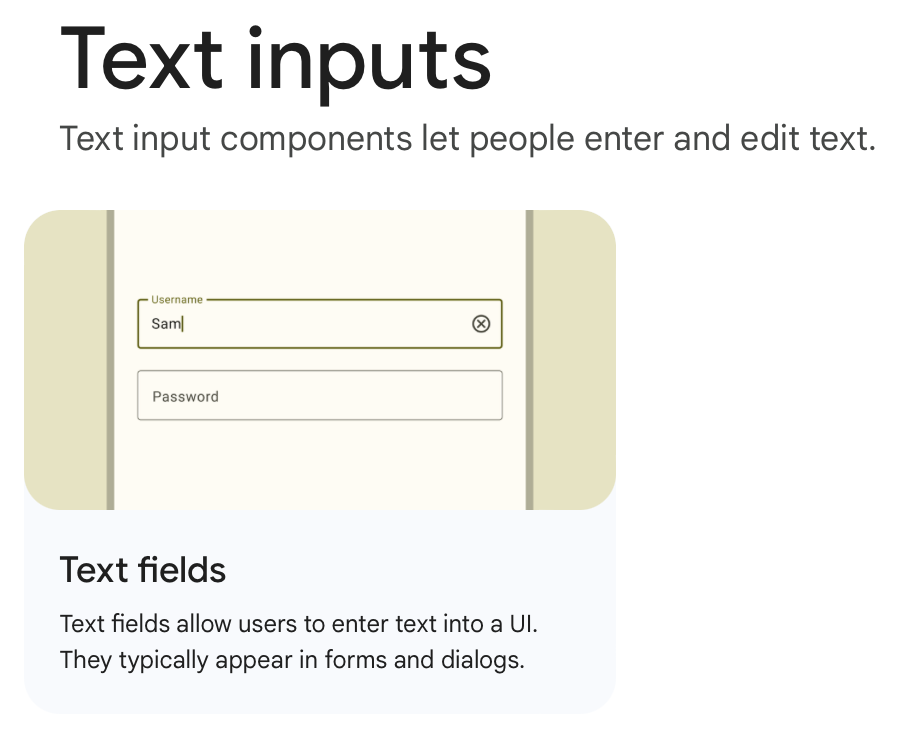 Text inputs
Text input components let people enter and edit text.
Username
Sam
Password
Text fields
Text fields allow users to enter text into a UI.
They typically appear in forms and dialogs.